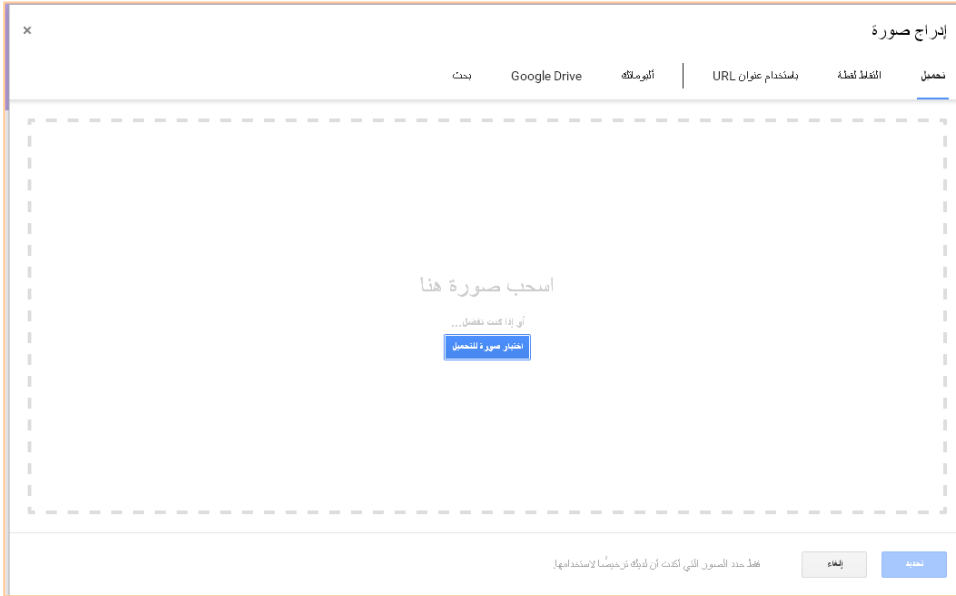 إدراج صورة
×
تحميل
التقاط لقطة
باستخدام عنوان URL
ألبوماتك
Google Drive
بحث
اسحب صورة هنا
أو إذا كنت تفضل...
اختيار صورة للتحميل
تحديد
إلغاء
فقط حدد الصور التي أكدت أن لديك ترخيصًا لاستخدامها.